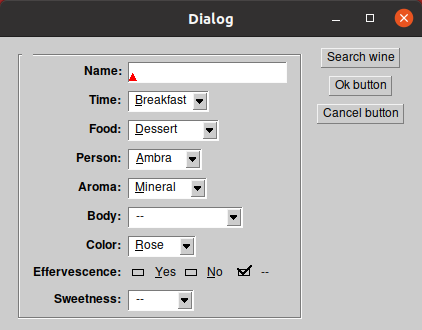 Dialog
Name:
Search wine
Time: Breakfast
Ok button
Food: Dessert
Cancel button
Person: Ambra
Aroma: Mineral
Body: --
Color: Rose
Effervescence: Yes No --
Sweetness: --